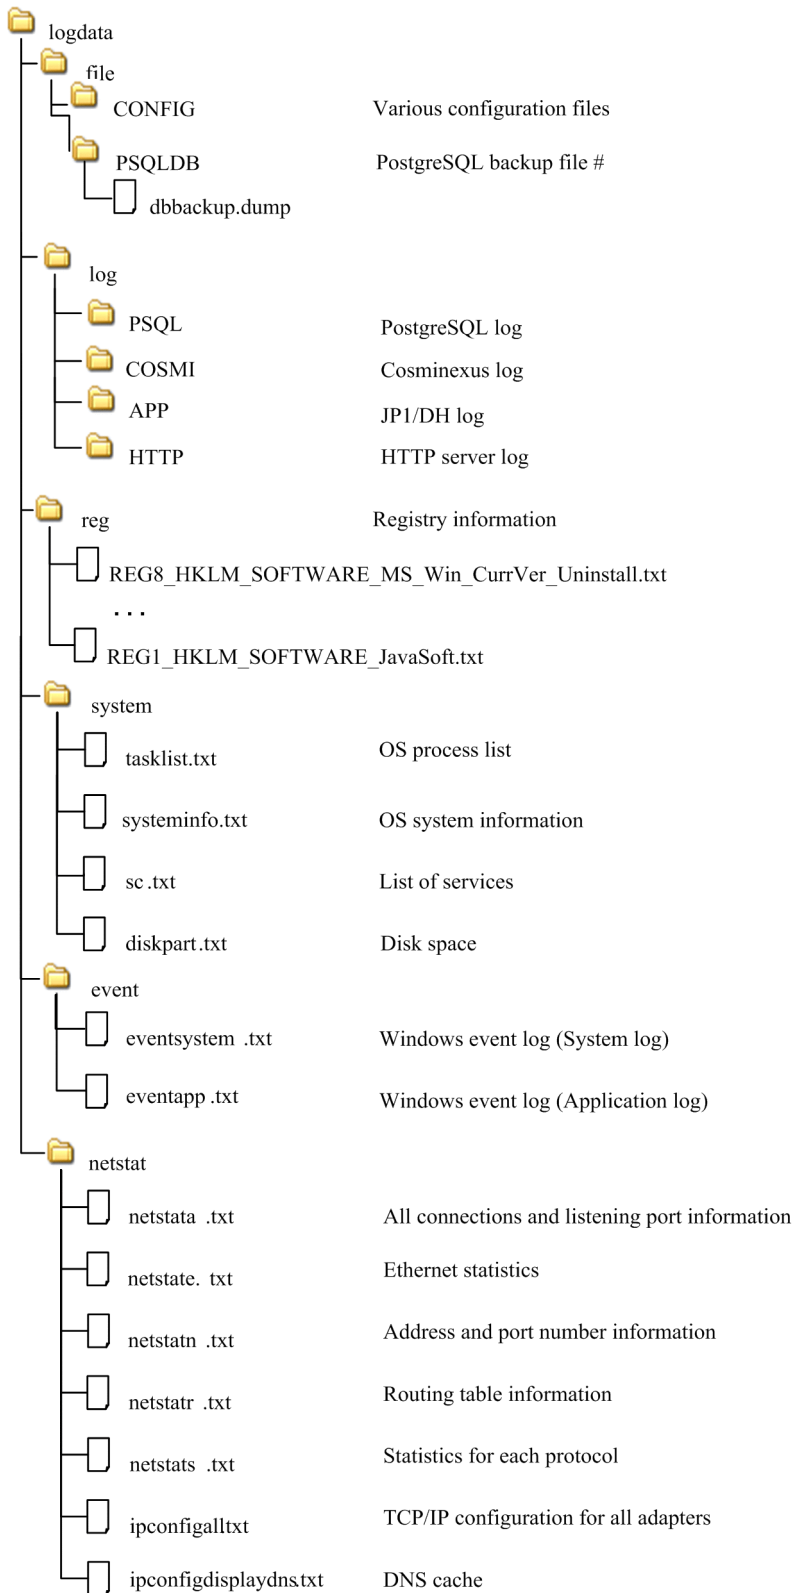 logdata
file
CONFIG Various configuration files
PSQLDB PostgreSQL backup file #
dbbackup.dump
log
PSQL PostgreSQL log
COSMI Cosminexus log
APP JP1/DH log
HTTP HTTP server log
reg Registry information
REG8_HKLM_SOFTWARE_MS_Win_CurrVer_Uninstall.txt
...
REG1_HKLM_SOFTWARE_JavaSoft.txt
system
tasklist.txt OS process list
systeminfo.txt OS system information
sc.txt List of services
diskpart.txt Disk space
event
eventsystem .txt Windows event log (System log)
eventapp .txt Windows event log (Application log)
netstat
netstata .txt All connections and listening port information
netstate. txt Ethernet statistics
netstatn .txt Address and port number information
netstatr .txt Routing table information
netstats .txt Statistics for each protocol
ipconfigalltxt TCP/IP configuration for all adapters
ipconfigdisplaydns.txt DNS cache